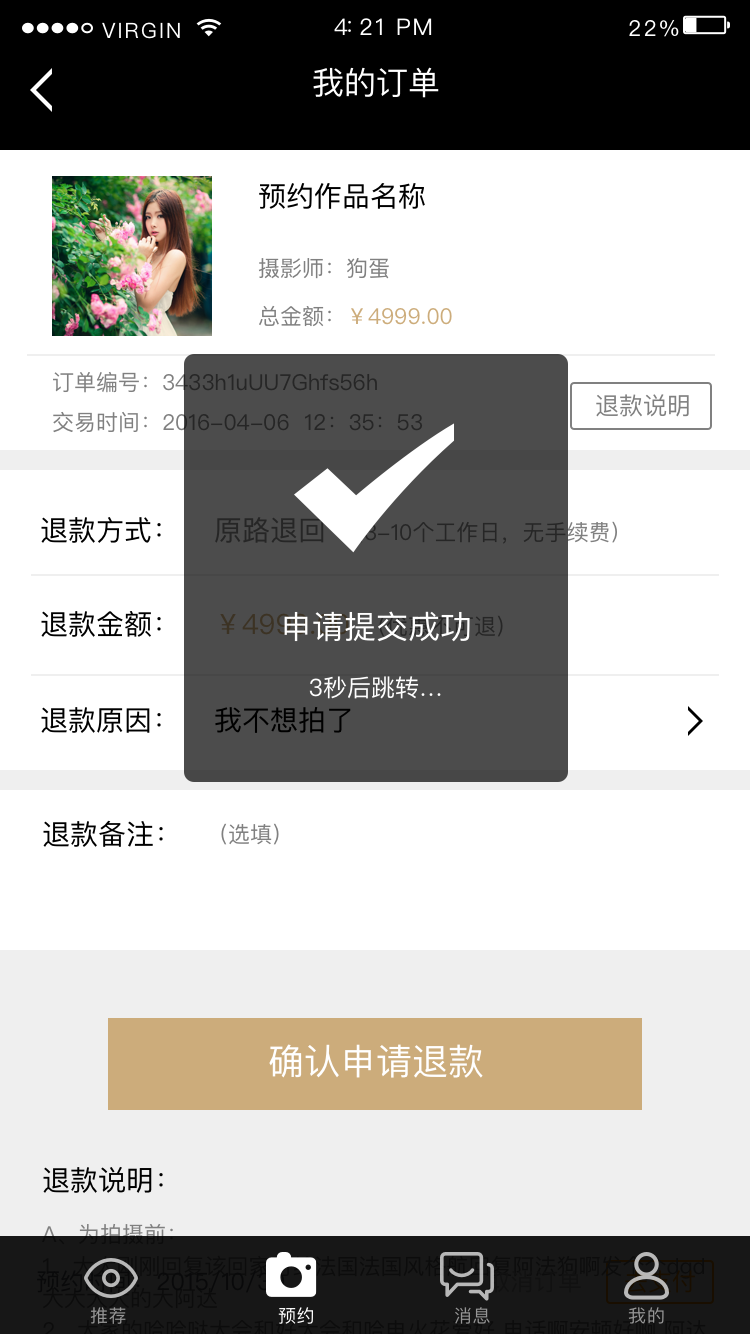 VIRGIN 4: 21 PM 22%
我的订单
预约作品名称
摄影师：狗蛋
总金额：￥4999.00
订单编号：3433h1uUU7Ghfs56h
交易时间：2016-04-06 12：35：53
退款说明
退款方式：原路退回 3-10个工作日，无手续费）
退款金额：￥499 退）
申请提交成功
3秒后跳转...
退款原因：我不想拍了
退款备注：（选填）
确认申请退款
退款说明：
A、为拍摄前：
推荐 预约 消息 我的